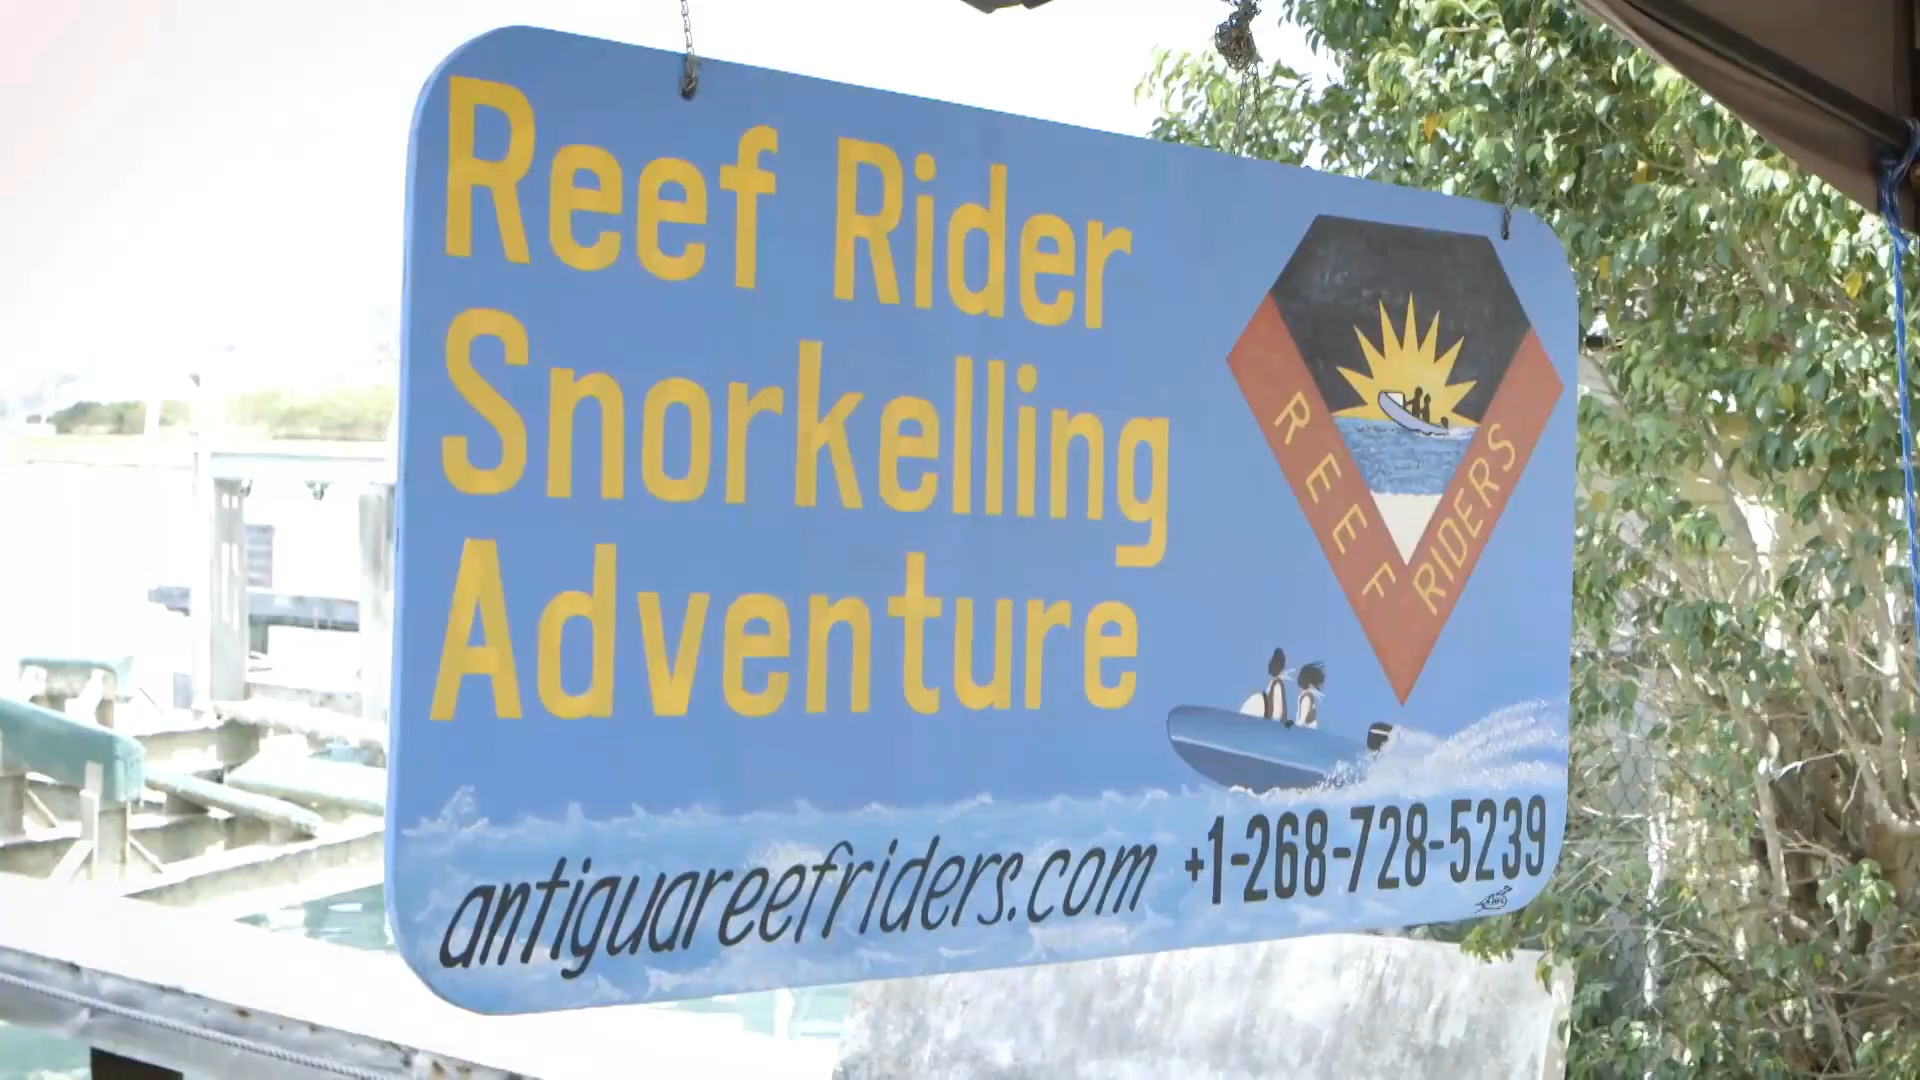 Reef Rider
Snorkelling
Adventure
REEF RIDERS
antiguareefriders.com +1-268-728-5239